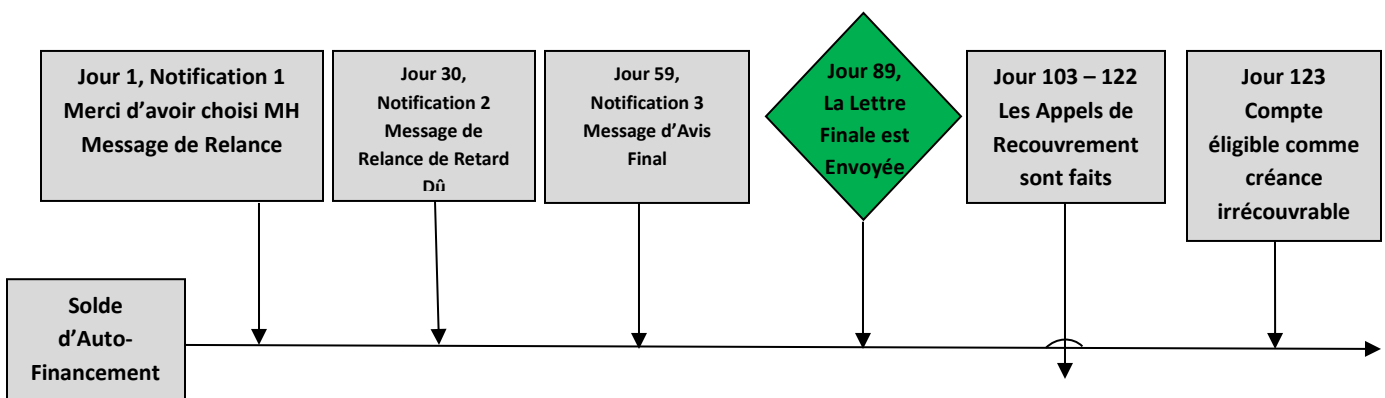 Jour 1, Notification 1
Merci d’avoir choisi MH
Message de Relance
Jour 30,
Notification 2
Message de
Relance de Retard
Dû
Jour 59,
Notification 3
Message d’Avis
Final
Jour 89,
La Lettre
Finale est
Envoyée
Jour 103 – 122
Les Appels de
Recouvrement
sont faits
Jour 123
Compte
éligible comme
créance
irrécouvrable
Solde
d’Auto-
Financement